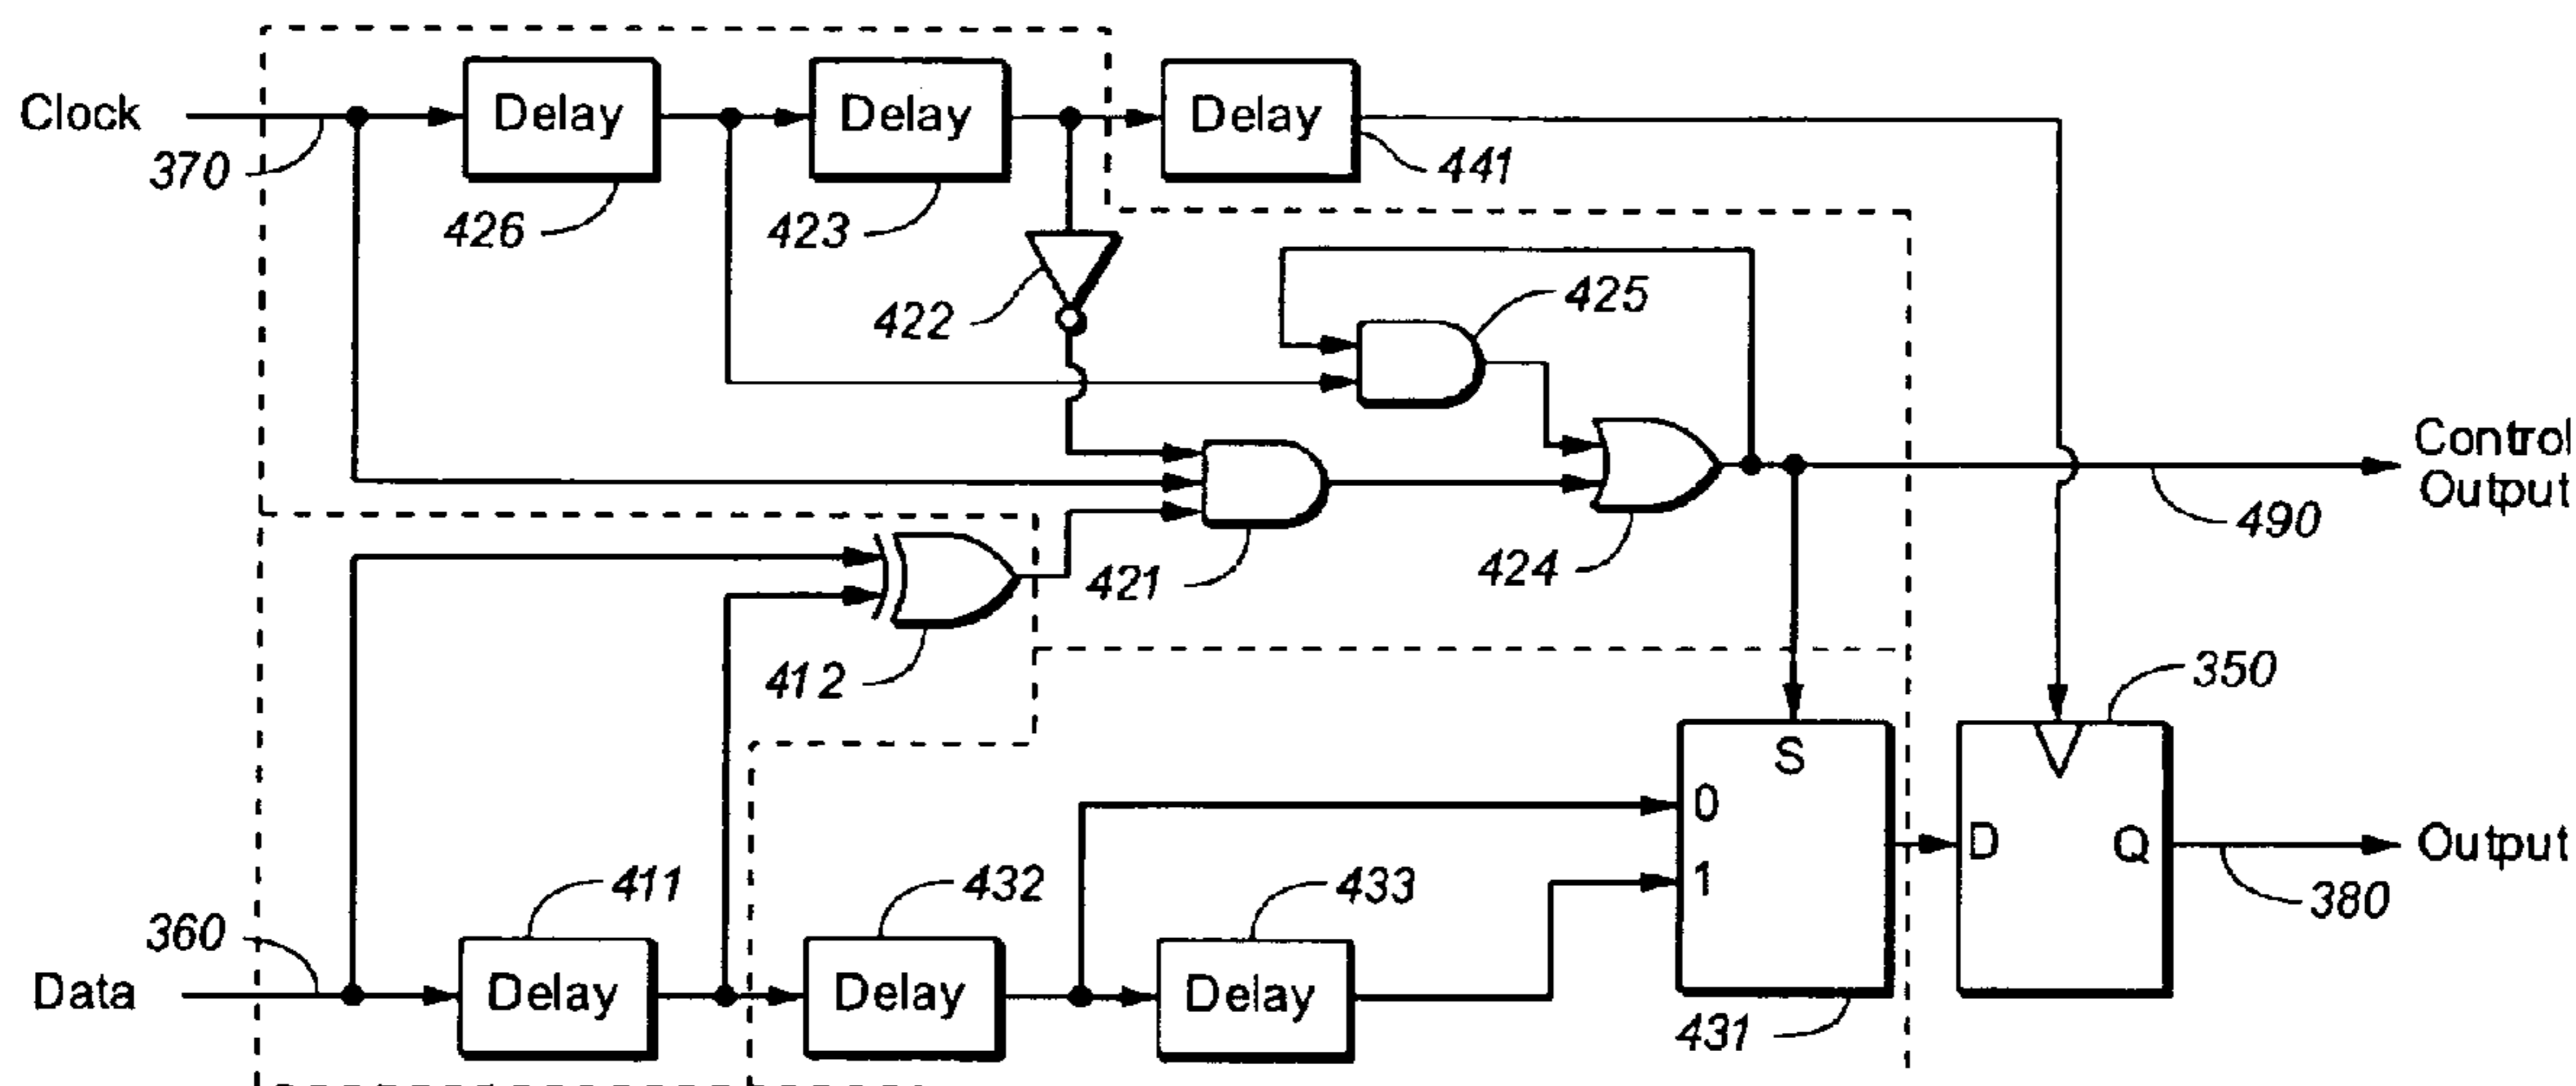 Clock
370
Delay
426
Delay
423
Delay
441
422
425
421
424
Control
Output
490
412
350
S
0
1
D
Q
Output
380
431
Data
360
Delay
411
Delay
432
Delay
433